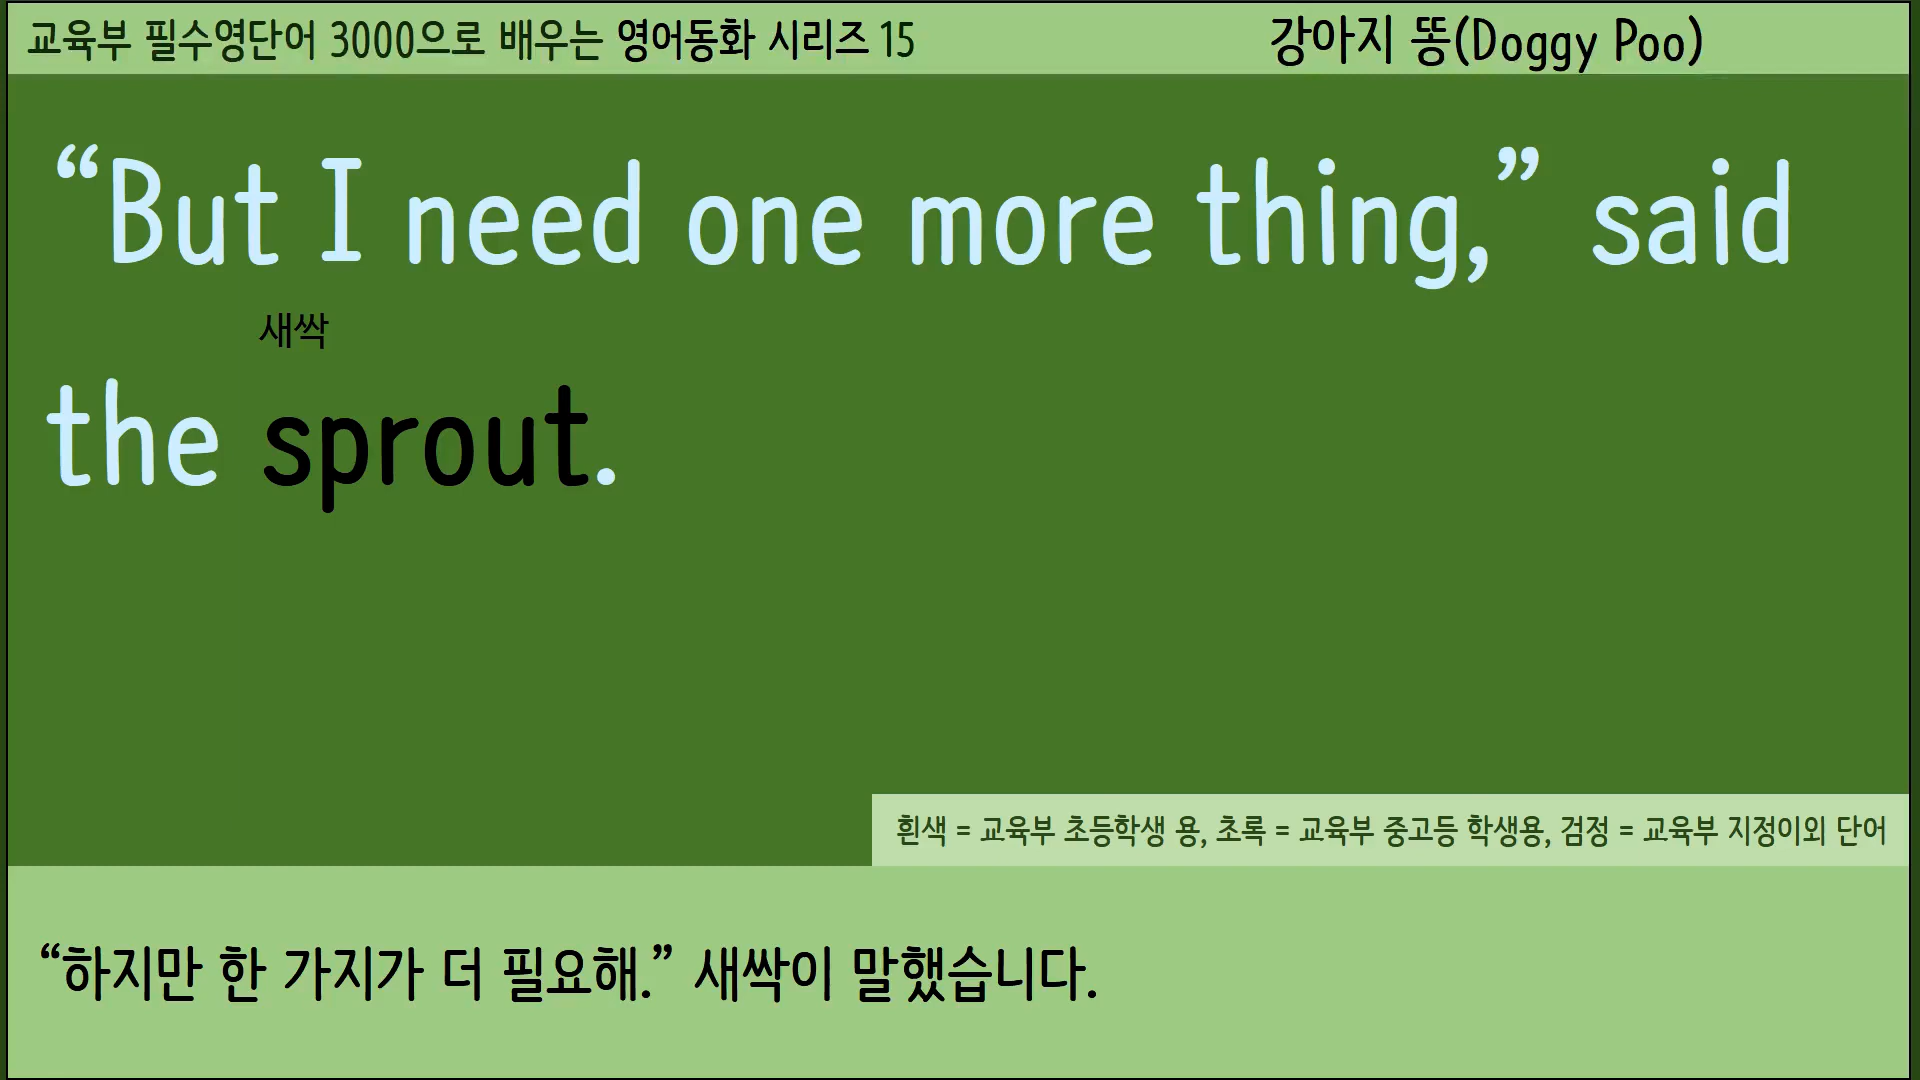 교육부 필수영단어 3000으로 배우는 영어동화 시리즈 15
강아지 똥(Doggy Poo)
“But I need one more thing,” said
새싹
the sprout.
흰색 = 교육부 초등학생 용, 초록 = 교육부 중고등 학생용, 검정 = 교육부 지정이외 단어
“하지만 한 가지가 더 필요해.” 새싹이 말했습니다.